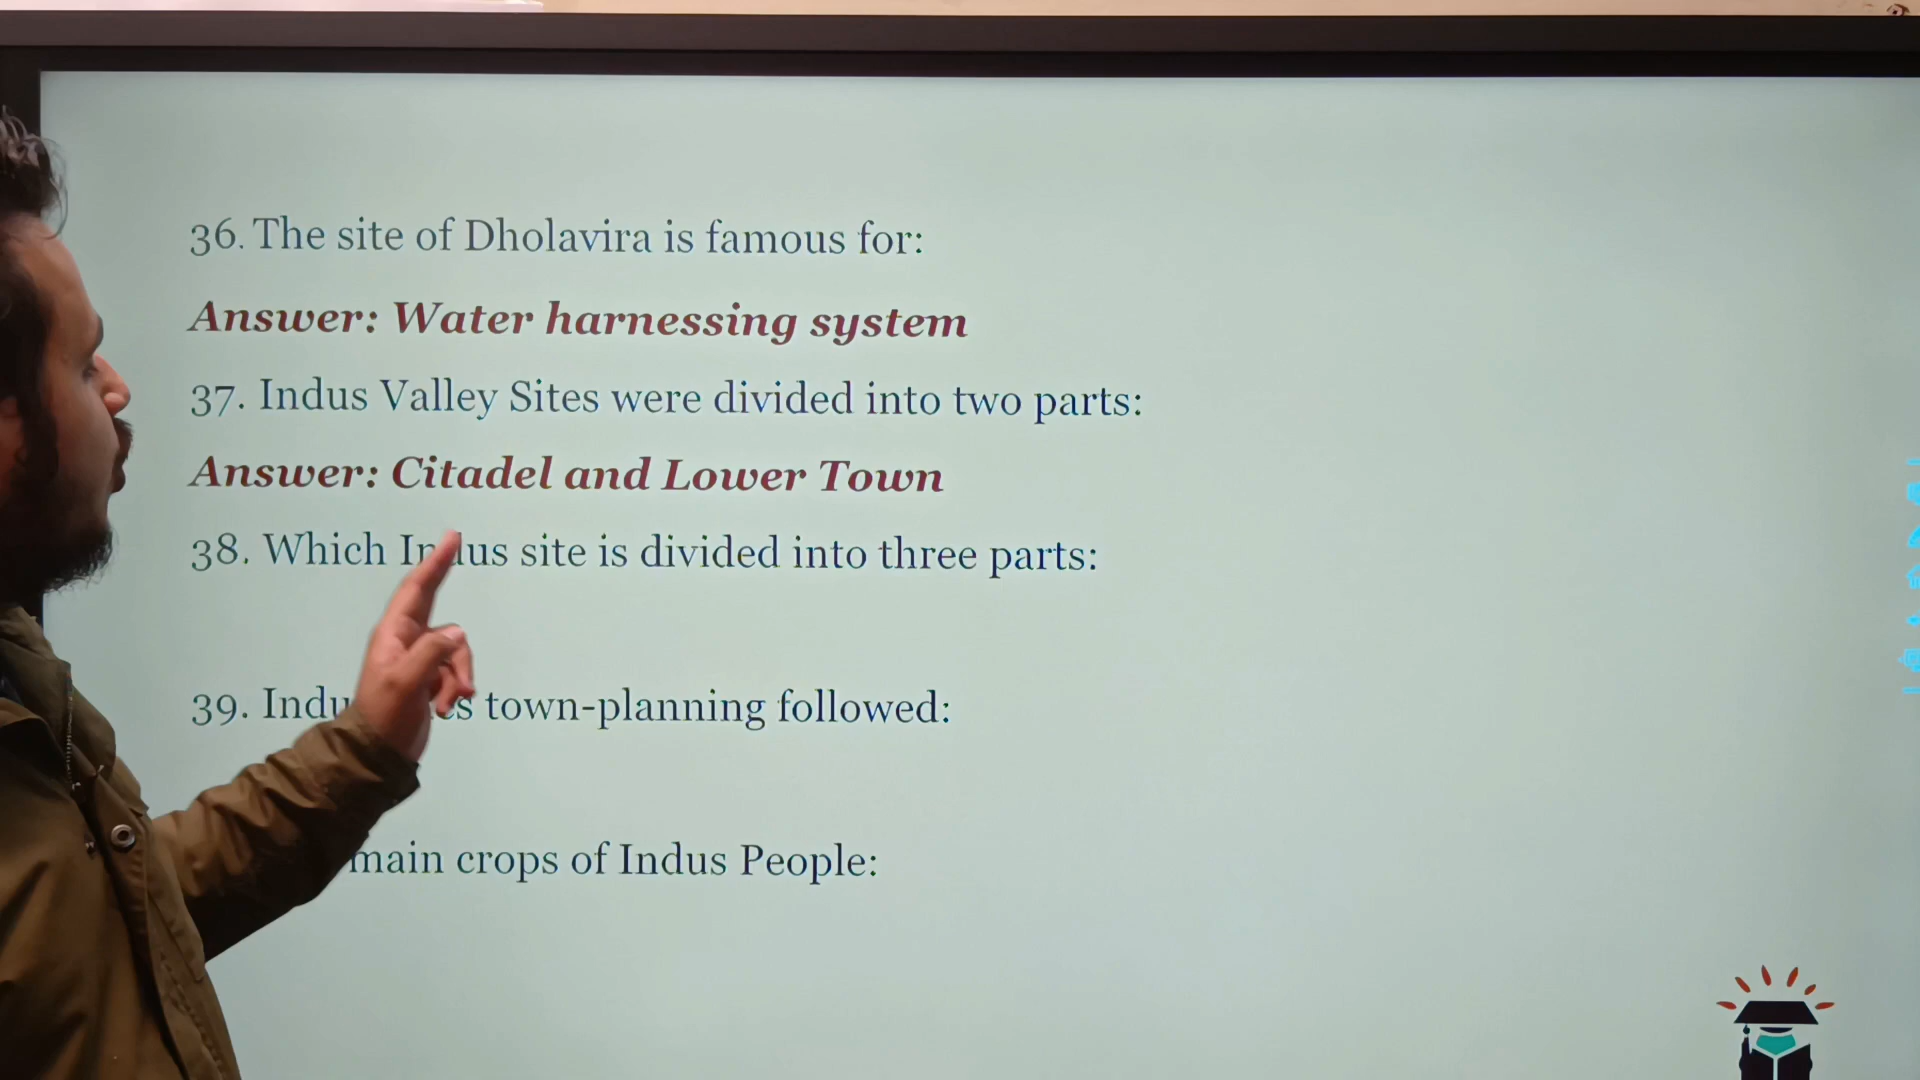 36. The site of Dholavira is famous for:
Answer: Water harnessing system
37. Indus Valley Sites were divided into two parts:
Answer: Citadel and Lower Town
38. Which Indus site is divided into three parts:
39. town-planning followed:
main crops of Indus People: